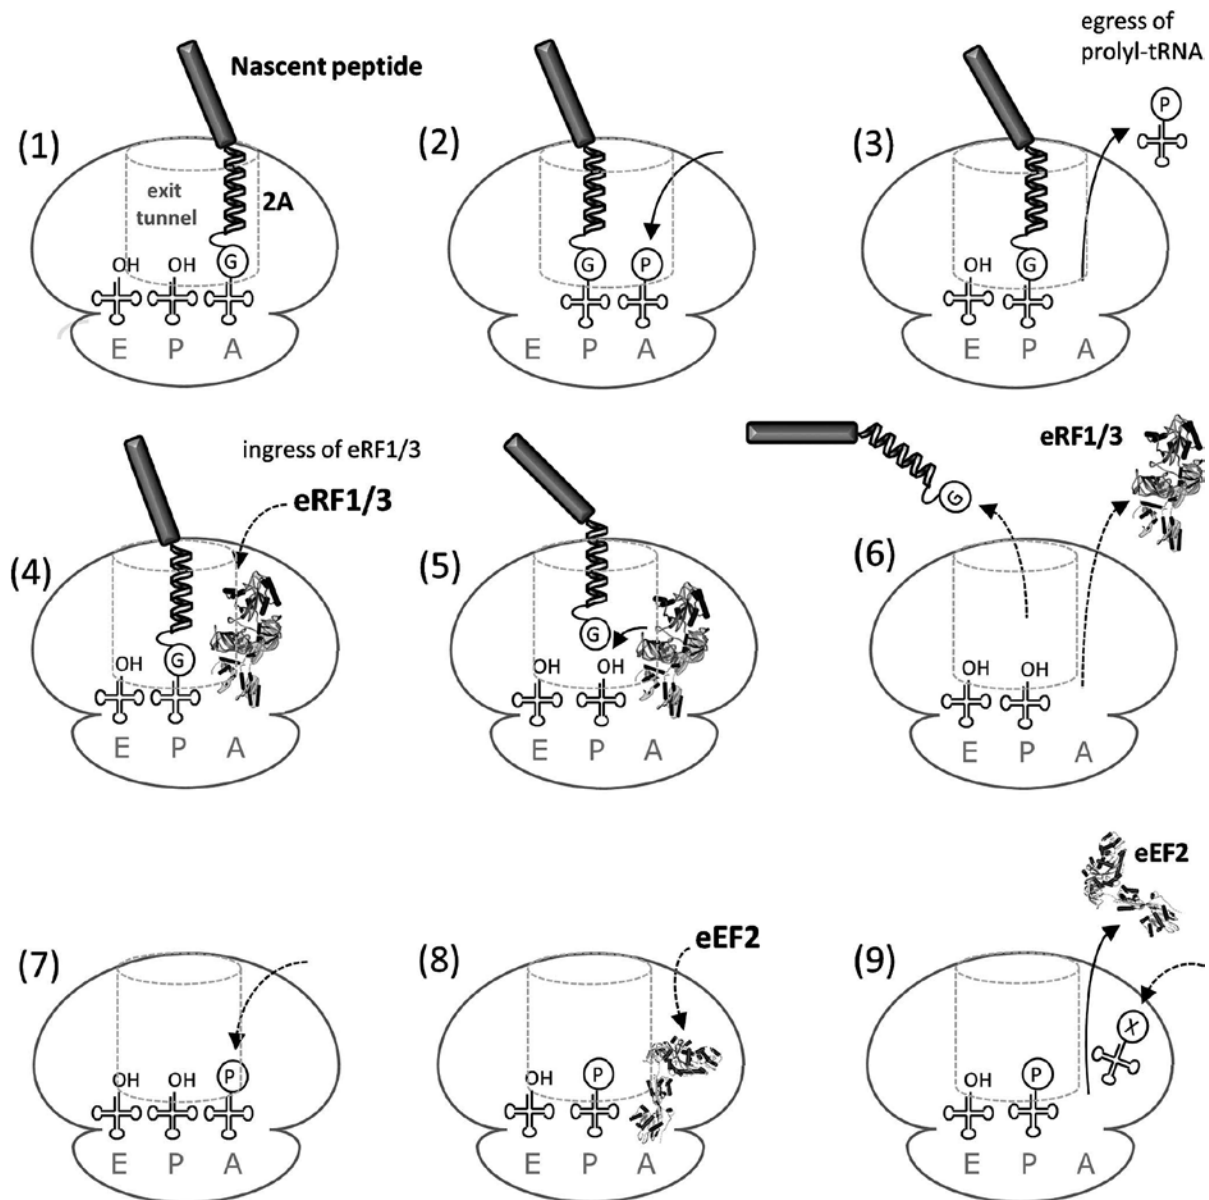 (1)
Nascent peptide
exit
tunnel
2A
G
OH OH
E P A
(2)
G P
E P A
(3)
egress of
prolyl-tRNA
P
OH
G
E P A
(4)
ingress of eRF1/3
eRF1/3
G
OH
E P A
(5)
G
OH OH
E P A
(6)
eRF1/3
G
OH OH
E P A
(7)
OH OH P
E P A
(8)
eEF2
OH P
E P A
(9)
eEF2
X
OH P
E P A